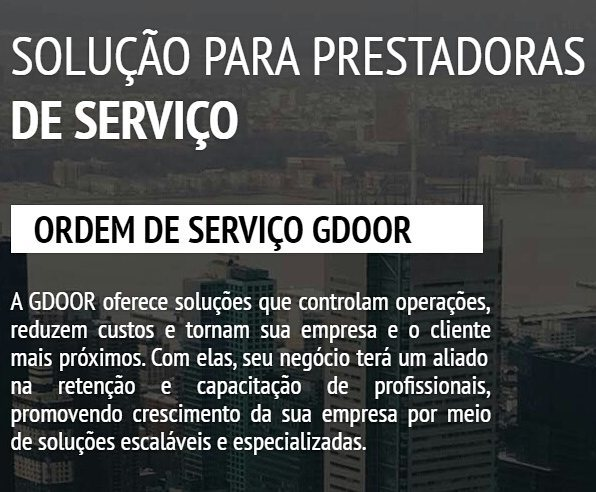 SOLUÇÃO PARA PRESTADORAS
DE SERVIÇO
ORDEM DE SERVIÇO GDOOR
A GDOOR oferece soluções que controlam operações,
reduzem custos e tornam sua empresa e o cliente
mais próximos. Com elas, seu negócio terá um aliado
na retenção e capacitação de profissionais,
promovendo crescimento da sua empresa por meio
de soluções escaláveis e especializadas.